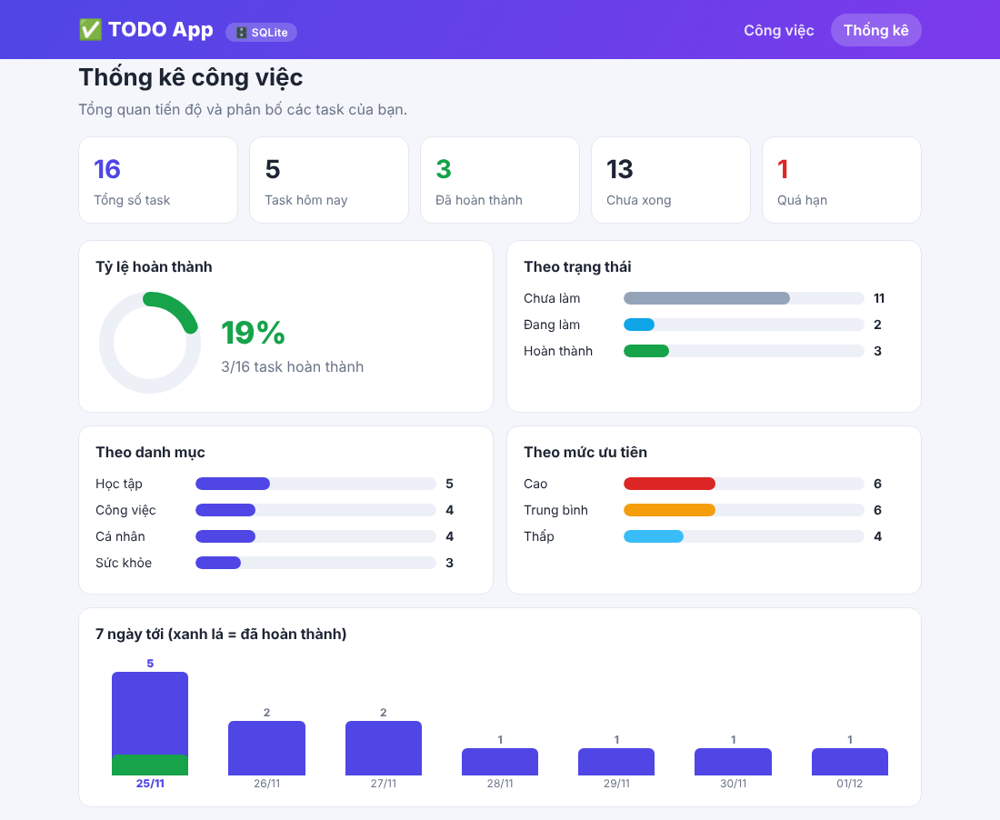 ✅ TODO App 🗄️ SQLite Công việc Thống kê
Thống kê công việc
Tổng quan tiến độ và phân bố các task của bạn.
16
Tổng số task
5
Task hôm nay
3
Đã hoàn thành
13
Chưa xong
1
Quá hạn
Tỷ lệ hoàn thành
19%
3/16 task hoàn thành
Theo trạng thái
Chưa làm 11
Đang làm 2
Hoàn thành 3
Theo danh mục
Học tập 5
Công việc 4
Cá nhân 4
Sức khỏe 3
Theo mức ưu tiên
Cao 6
Trung bình 6
Thấp 4
7 ngày tới (xanh lá = đã hoàn thành)
5 2 2 1 1 1 1
25/11 26/11 27/11 28/11 29/11 30/11 01/12